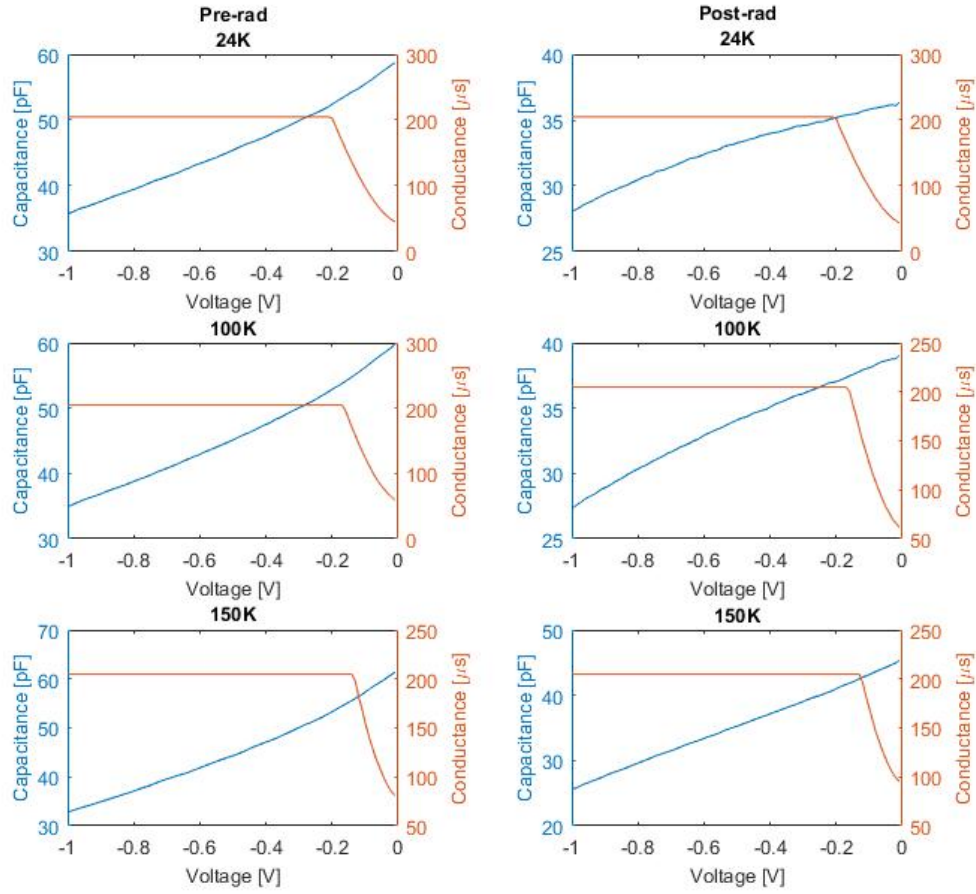 Pre-rad
24K
60
50
40
30
Capacitance [pF]
300
200
100
0
Conductance [μs]
-1 -0.8 -0.6 -0.4 -0.2 0
Voltage [V]
Post-rad
24K
40
35
30
25
Capacitance [pF]
300
200
100
0
Conductance [μs]
-1 -0.8 -0.6 -0.4 -0.2 0
Voltage [V]
100K
60
50
40
30
Capacitance [pF]
300
200
100
0
Conductance [μs]
-1 -0.8 -0.6 -0.4 -0.2 0
Voltage [V]
100K
40
35
30
25
Capacitance [pF]
250
200
150
100
50
Conductance [μs]
-1 -0.8 -0.6 -0.4 -0.2 0
Voltage [V]
150K
70
60
50
40
30
Capacitance [pF]
250
200
150
100
50
Conductance [μs]
-1 -0.8 -0.6 -0.4 -0.2 0
Voltage [V]
150K
50
40
30
20
Capacitance [pF]
250
200
150
100
50
Conductance [μs]
-1 -0.8 -0.6 -0.4 -0.2 0
Voltage [V]